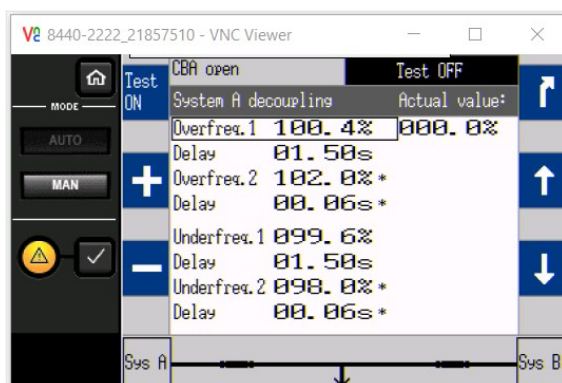 V2 8440-2222_21857510 - VNC Viewer
CBA open Test OFF
Test ON
MODE
System A decoupling Actual value:
AUTO
Overfreq.1 100.4% 000.0%
Delay 01.50s
MAN
Overfreq.2 102.0%*
Delay 00.06s*
Underfreq.1 099.6%
Delay 01.50s
Underfreq.2 098.0%*
Delay 00.06s*
Sys A Sys B